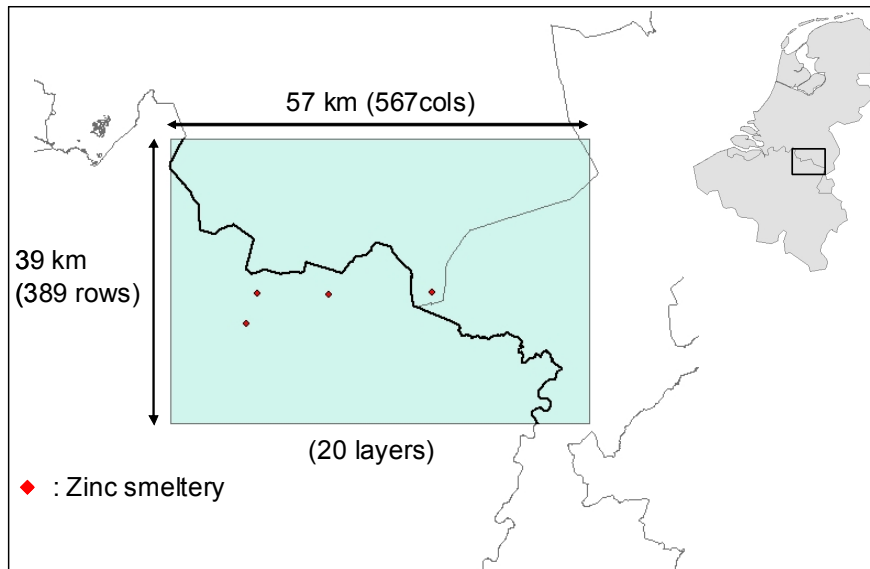 57 km (567cols)
39 km
(389 rows)
(20 layers)
: Zinc smeltery